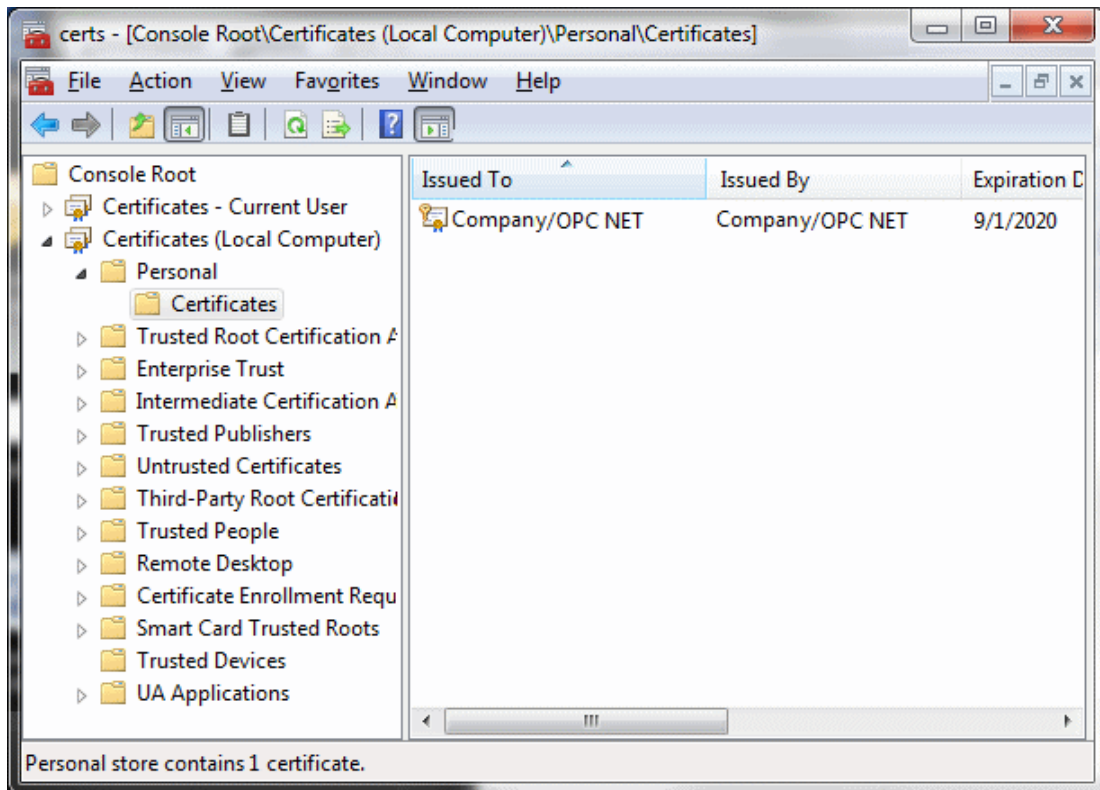 certs - [Console Root\Certificates (Local Computer)\Personal\Certificates]
File Action View Favorites Window Help
Console Root
Certificates - Current User
Certificates (Local Computer)
Personal
Certificates
Trusted Root Certification A
Enterprise Trust
Intermediate Certification A
Trusted Publishers
Untrusted Certificates
Third-Party Root Certificati
Trusted People
Remote Desktop
Certificate Enrollment Requ
Smart Card Trusted Roots
Trusted Devices
UA Applications
Issued To Issued By Expiration D
Company/OPC NET Company/OPC NET 9/1/2020
Personal store contains 1 certificate.